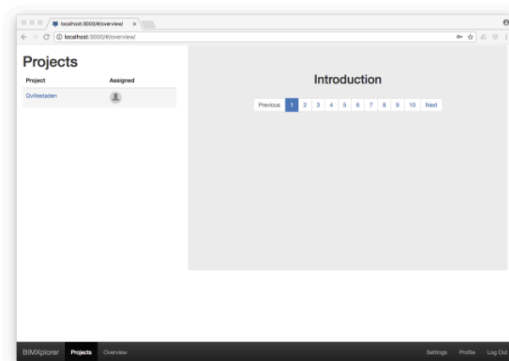 localhost:3000/#/overview/
localhost:3000/#/overview/
Projects
Project Assigned
Qvillestaden
Introduction
Previous 1 2 3 4 5 6 7 8 9 10 Next
BIMXplorer Projects Overview Settings Profile Log Out